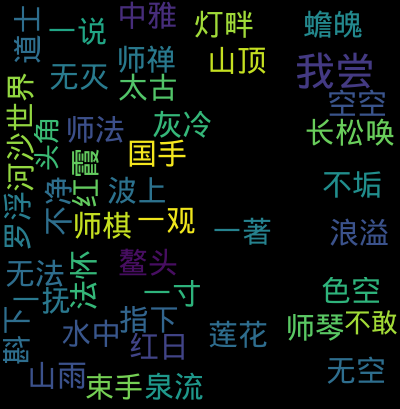 道士
一说
中雅
灯畔
蟾魄
无灭
师禅
山顶
我尝
太古
空空
河沙世界
头角
师法
灰冷
长松唤
国手
红霞
不垢
不净
波上
罗浮
师棋
一观
一著
浪溢
无法
法怀
鳌头
一抚
一寸
色空
斟下一
水中
指下
红日
莲花
师琴
不敢
山雨
束手
泉流
无空